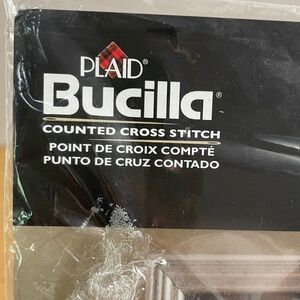 PLAID®
Bucilla®
COUNTED CROSS STITCH
POINT DE CROIX COMPTÉ
PUNTO DE CRUZ CONTADO